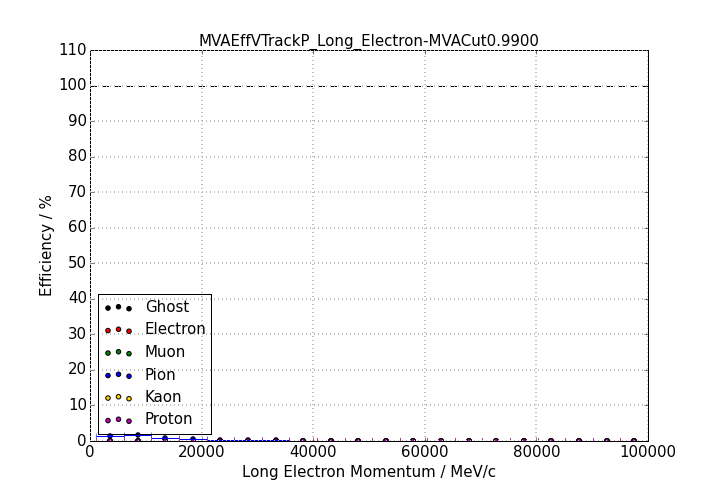 MVAEffVTrackP_Long_Electron-MVACut0.9900
110
100
90
80
70
60
50
40
30
20
10
0
Efficiency / %
Ghost
Electron
Muon
Pion
Kaon
Proton
0 20000 40000 60000 80000 100000
Long Electron Momentum / MeV/c